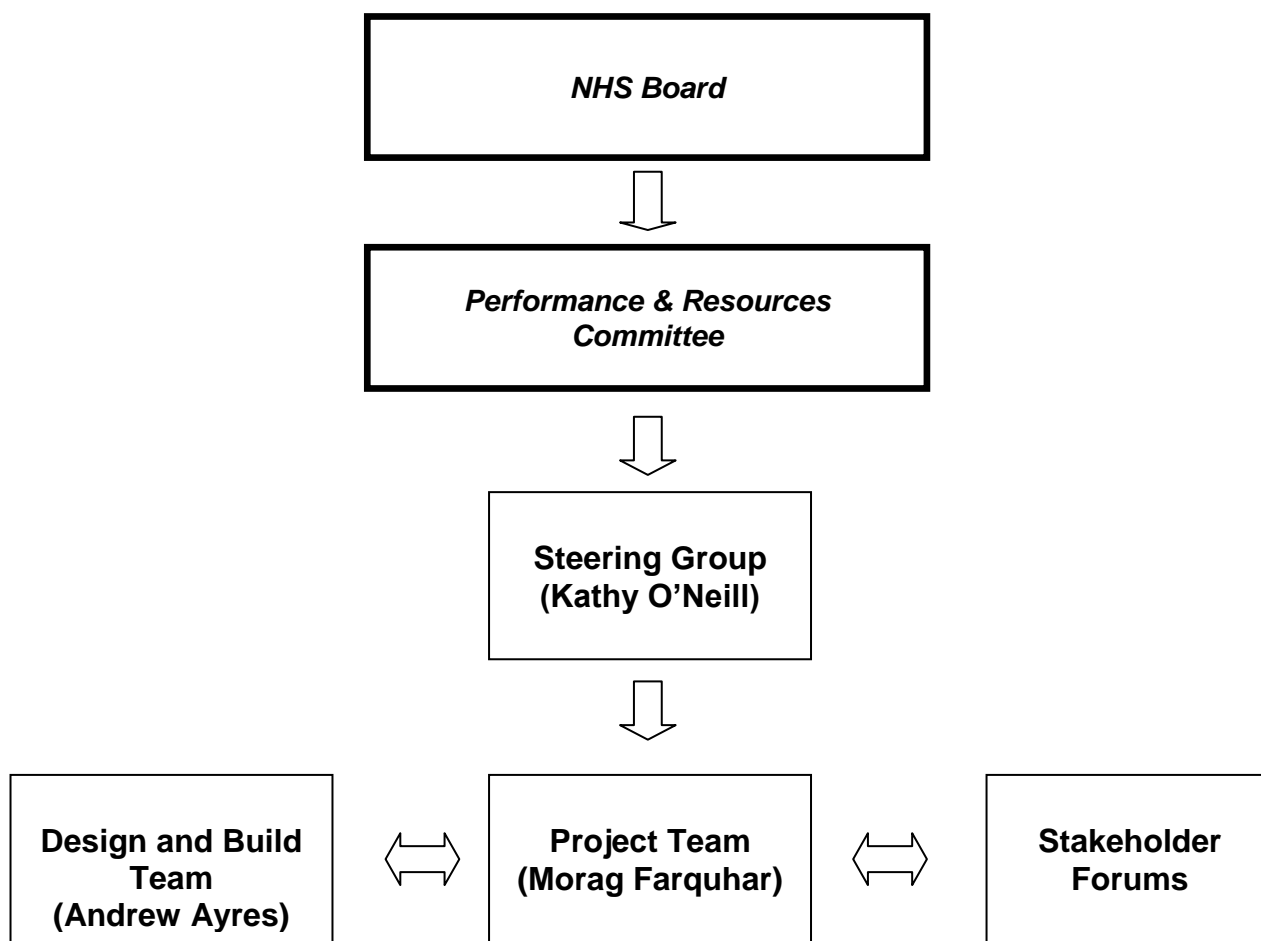 NHS Board
Performance & Resources
Committee
Steering Group
(Kathy O’Neill)
Design and Build
Team
(Andrew Ayres)
Project Team
(Morag Farquhar)
Stakeholder
Forums